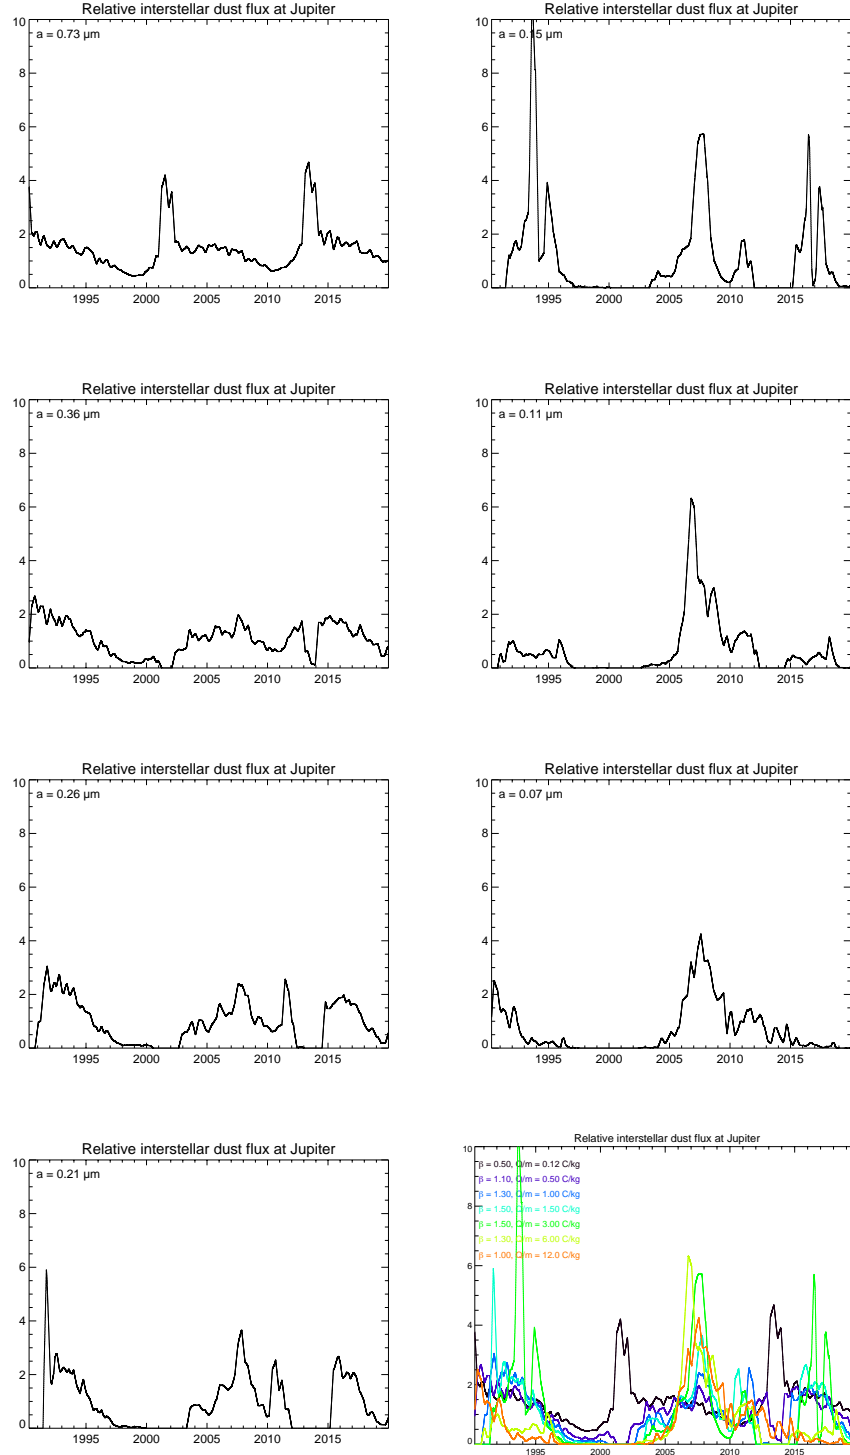 Relative interstellar dust flux at Jupiter
a = 0.73 µm
10
8
6
4
2
0
1995 2000 2005 2010 2015
Relative interstellar dust flux at Jupiter
a = 0.15 µm
10
8
6
4
2
0
1995 2000 2005 2010 2015
Relative interstellar dust flux at Jupiter
a = 0.36 µm
10
8
6
4
2
0
1995 2000 2005 2010 2015
Relative interstellar dust flux at Jupiter
a = 0.11 µm
10
8
6
4
2
0
1995 2000 2005 2010 2015
Relative interstellar dust flux at Jupiter
a = 0.26 µm
10
8
6
4
2
0
1995 2000 2005 2010 2015
Relative interstellar dust flux at Jupiter
a = 0.07 µm
10
8
6
4
2
0
1995 2000 2005 2010 2015
Relative interstellar dust flux at Jupiter
a = 0.21 µm
10
8
6
4
2
0
1995 2000 2005 2010 2015
Relative interstellar dust flux at Jupiter
10
β = 0.50, Q/m = 0.12 C/kg
β = 1.10, Q/m = 0.50 C/kg
β = 1.30, Q/m = 1.00 C/kg
8
β = 1.50, Q/m = 1.50 C/kg
β = 1.50, Q/m = 3.00 C/kg
β = 1.30, Q/m = 6.00 C/kg
β = 1.00, Q/m = 12.0 C/kg
6
4
2
0
1995 2000 2005 2010 2015